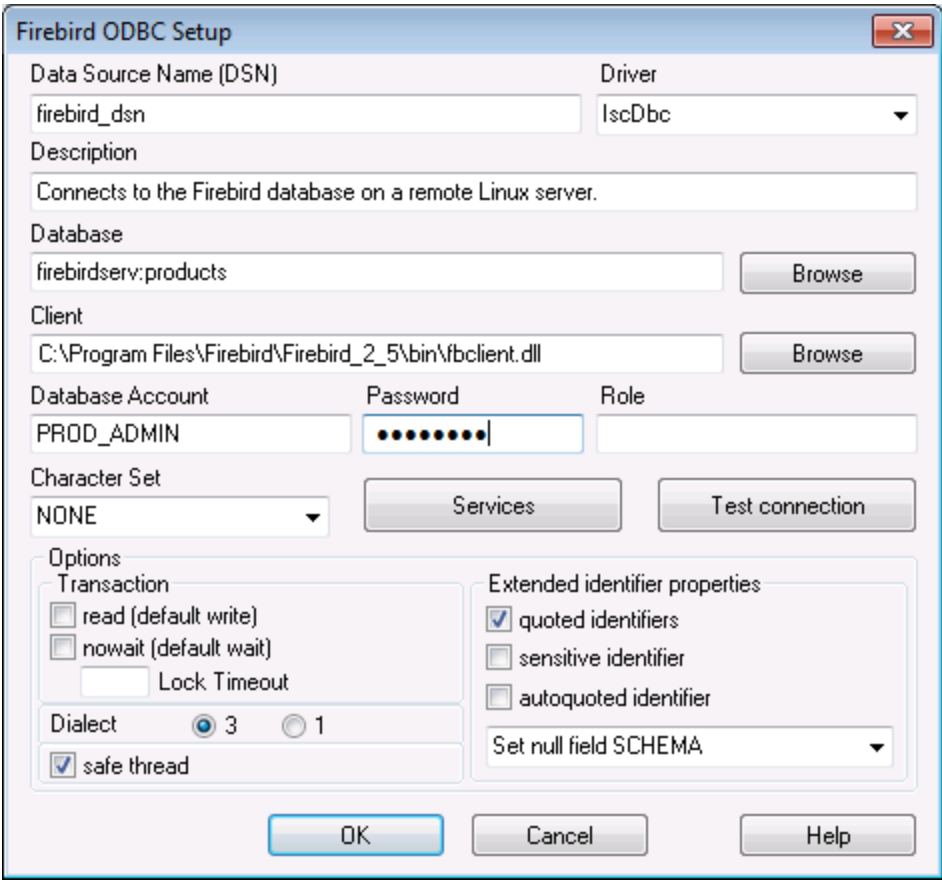 Firebird ODBC Setup
Data Source Name (DSN) Driver
firebird_dsn IscDbc
Description
Connects to the Firebird database on a remote Linux server.
Database
firebirdserv:products Browse
Client
C:\Program Files\Firebird\Firebird_2_5\bin\fbclient.dll Browse
Database Account Password Role
PROD_ADMIN ●●●●●●●●
Character Set
NONE Services Test connection
Options
Transaction Extended identifier properties
read (default write) quoted identifiers
nowait (default wait) sensitive identifier
Lock Timeout autoquoted identifier
Dialect 3 1
Set null field SCHEMA
safe thread
OK Cancel Help